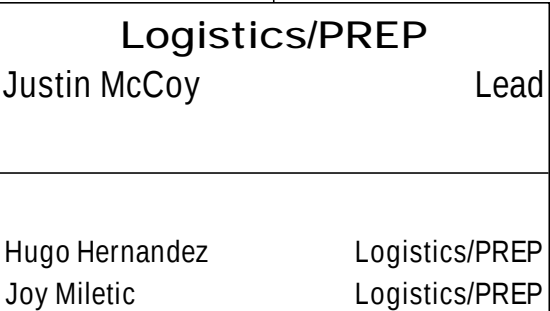 Logistics/PREP
Justin McCoy Lead
Hugo Hernandez Logistics/PREP
Joy Miletic Logistics/PREP